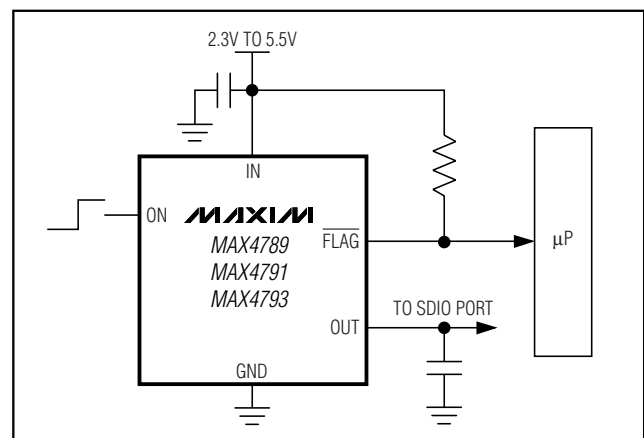 2.3V TO 5.5V
IN
ON
MAXIM
MAX4789
MAX4791
MAX4793
FLAG
μP
TO SDIO PORT
OUT
GND